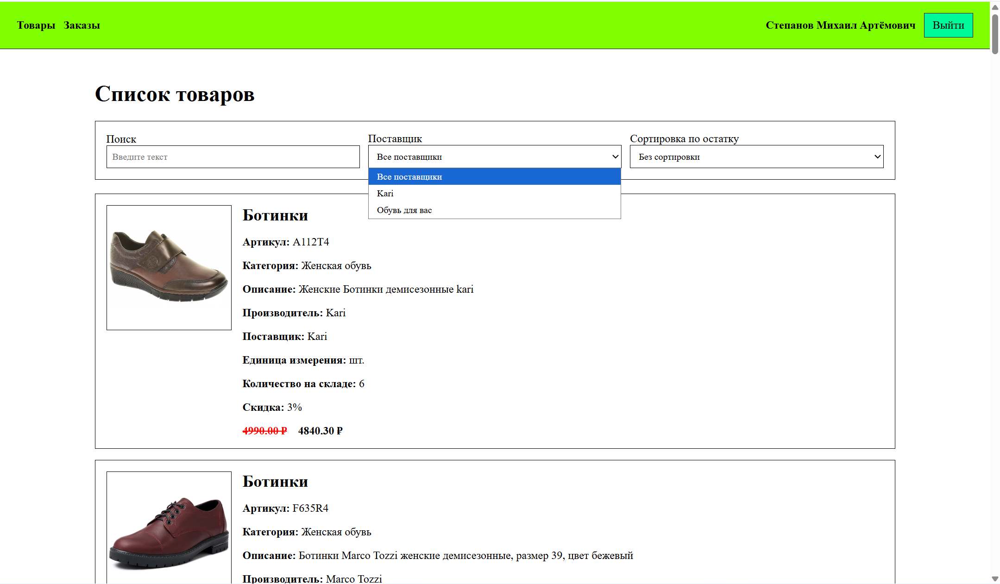 Товары Заказы
Степанов Михаил Артёмович Выйти
Список товаров
Поиск
Введите текст
Поставщик
Все поставщики
Все поставщики
Kari
Обувь для вас
Сортировка по остатку
Без сортировки
Ботинки
Артикул: A112T4
Категория: Женская обувь
Описание: Женские Ботинки демисезонные kari
Производитель: Kari
Поставщик: Kari
Единица измерения: шт.
Количество на складе: 6
Скидка: 3%
4990.00 ₽ 4840.30 ₽
Ботинки
Артикул: F635R4
Категория: Женская обувь
Описание: Ботинки Marco Tozzi женские демисезонные, размер 39, цвет бежевый
Производитель: Marco Tozzi